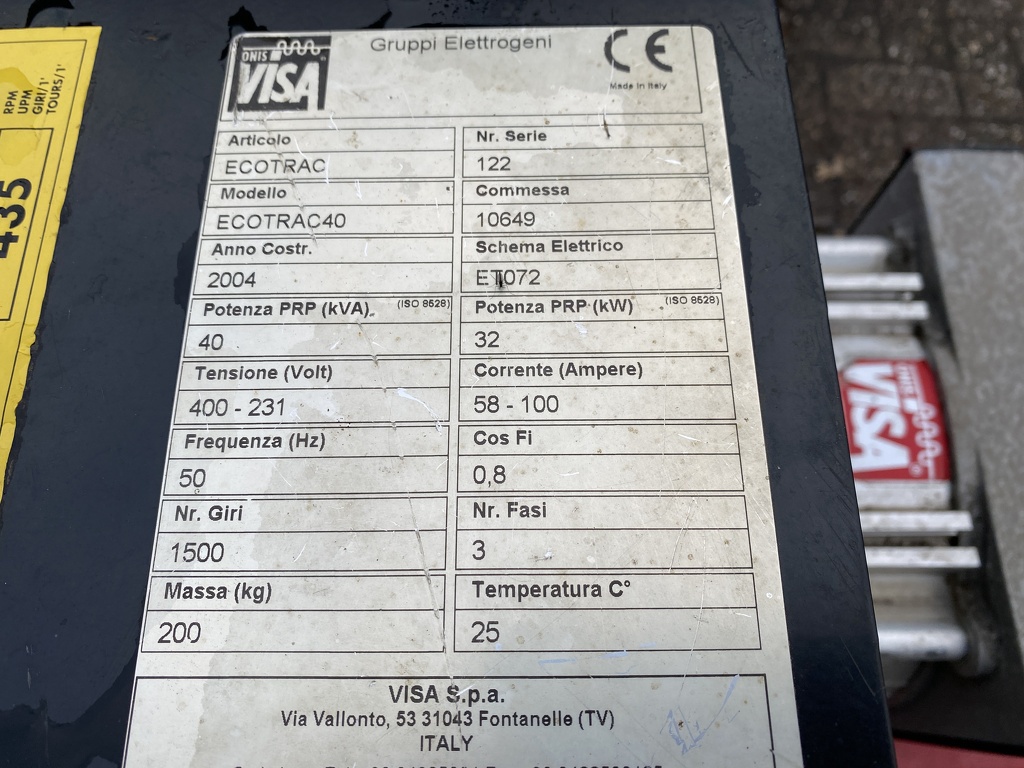 RPM
UPM
GIRI/1'
TOURS/1'
435
ONIS
VISA
Gruppi Elettrogeni
CE
Made in Italy
Articolo
ECOTRAC
Nr. Serie
122
Modello
ECOTRAC40
Commessa
10649
Anno Costr.
2004
Schema Elettrico
ET072
Potenza PRP (kVA) (ISO 8528)
40
Potenza PRP (kW) (ISO 8528)
32
Tensione (Volt)
400 - 231
Corrente (Ampere)
58 - 100
Frequenza (Hz)
50
Cos Fi
0,8
Nr. Giri
1500
Nr. Fasi
3
Massa (kg)
200
Temperatura C°
25
VISA S.p.a.
Via Vallonto, 53 31043 Fontanelle (TV)
ITALY
ONIS
VISA